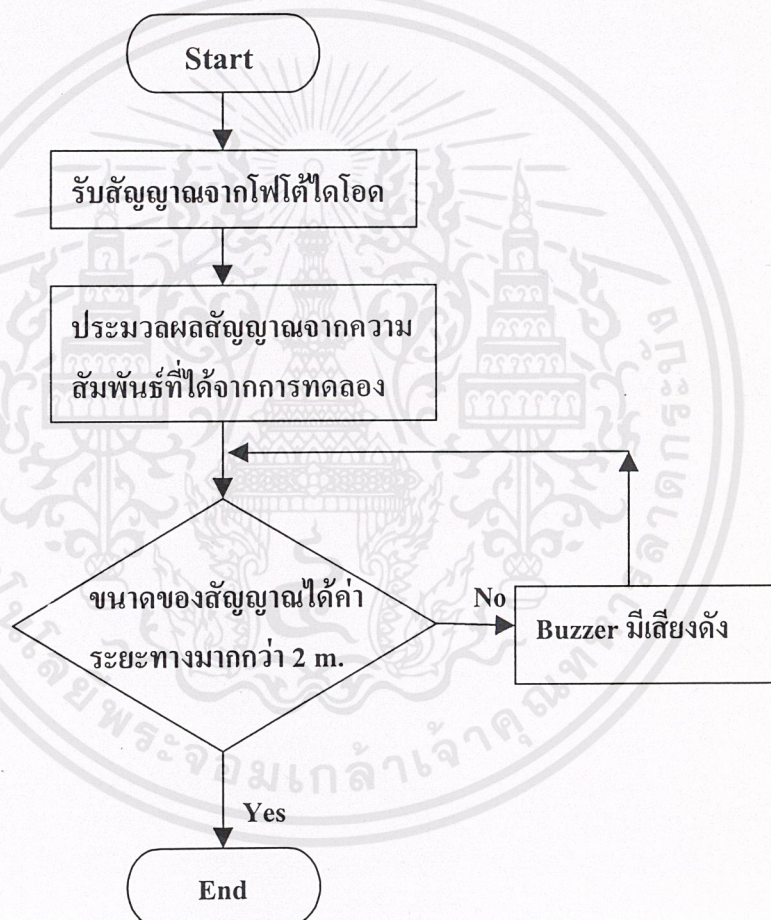 Start
รับสัญญาณจากโฟโต้ไดโอด
ประมวลผลสัญญาณจากความ
สัมพันธ์ที่ได้จากการทดลอง
ขนาดของสัญญาณได้ค่า
ระยะทางมากกว่า 2 m.
No
Buzzer มีเสียงดัง
Yes
End